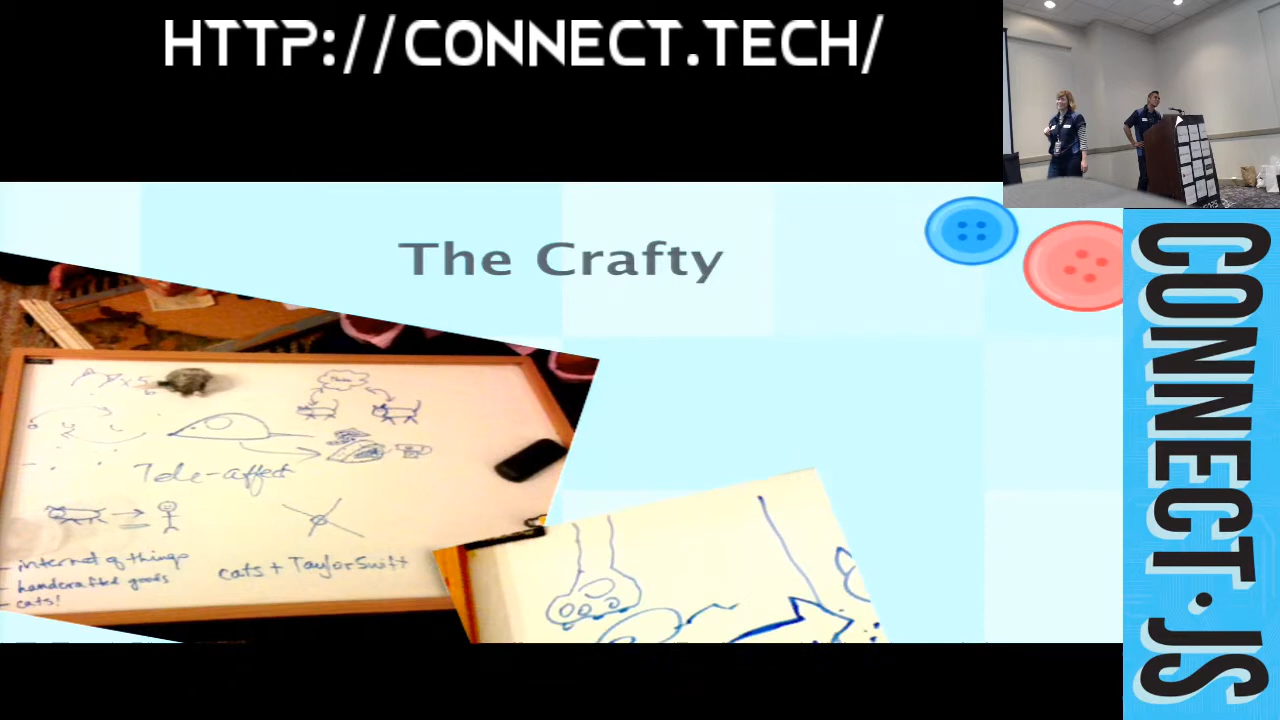 HTTP://CONNECT.TECH/
The Crafty
Tele-affect
- internet of things
- handcrafted goods
- cats!
cats + Taylor Swift
CONNECT.JS